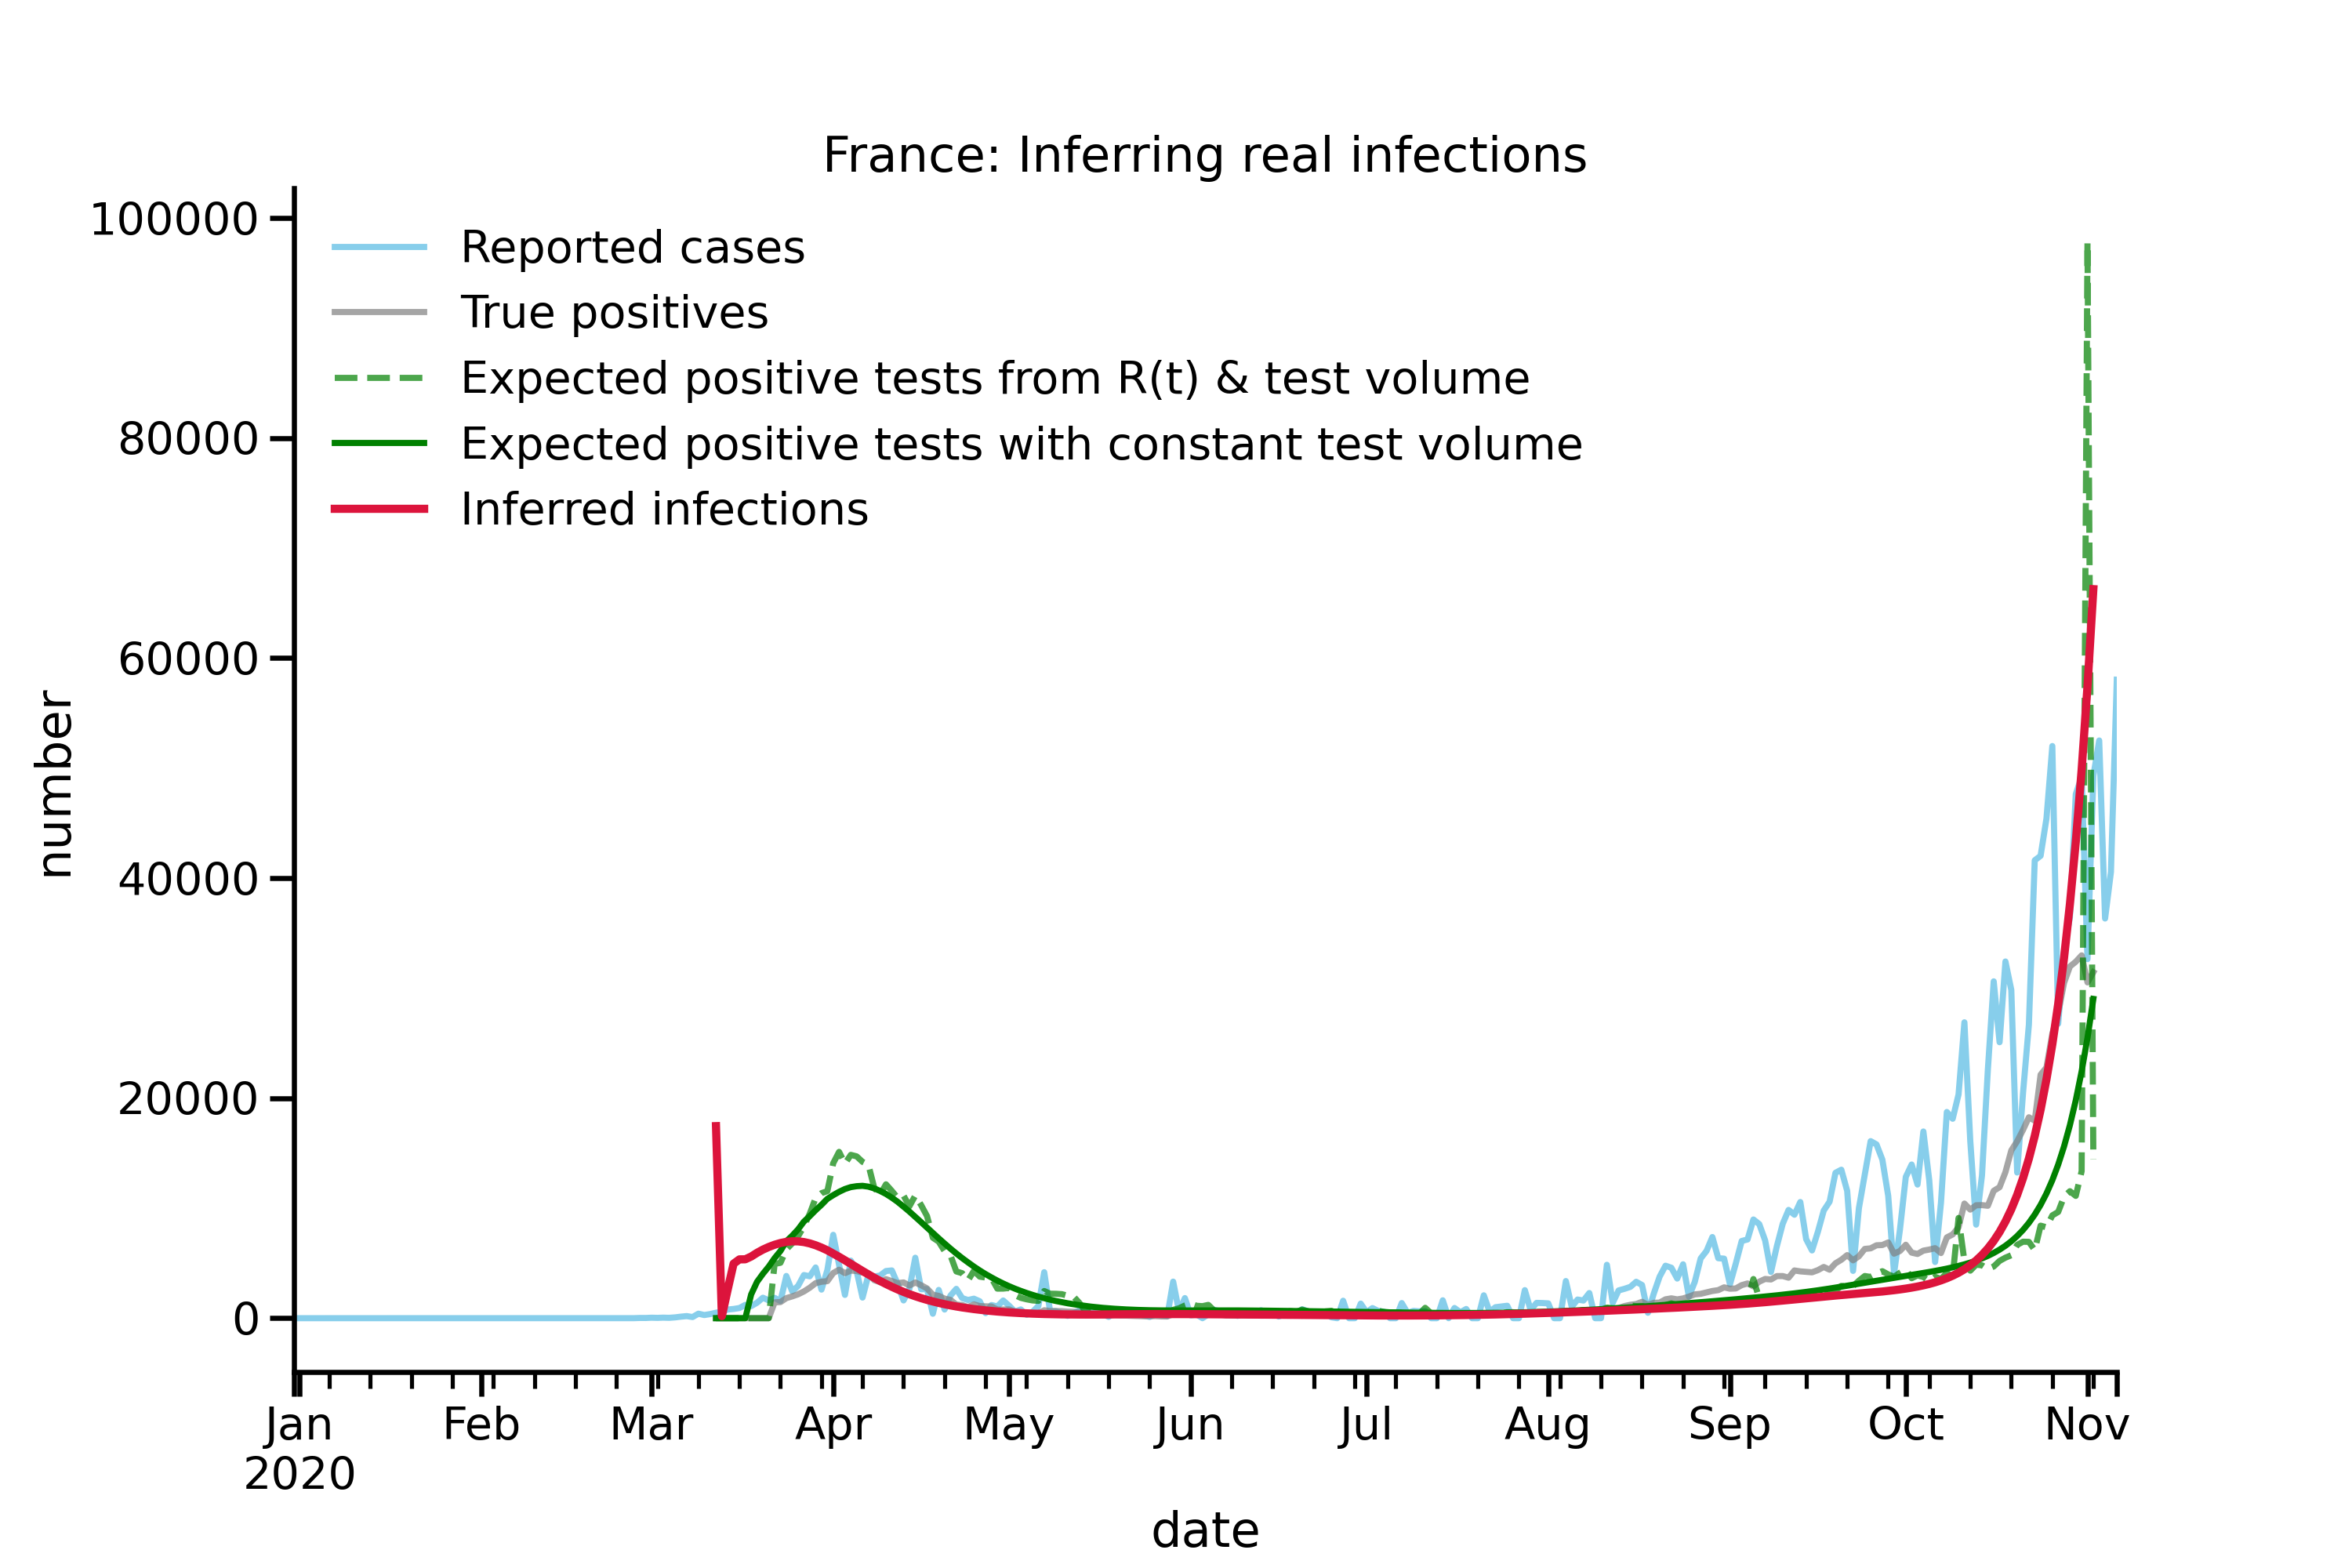 France: Inferring real infections
100000
80000
60000
40000
20000
0
number
Reported cases
True positives
Expected positive tests from R(t) & test volume
Expected positive tests with constant test volume
Inferred infections
Jan Feb Mar Apr May Jun Jul Aug Sep Oct Nov
2020
date